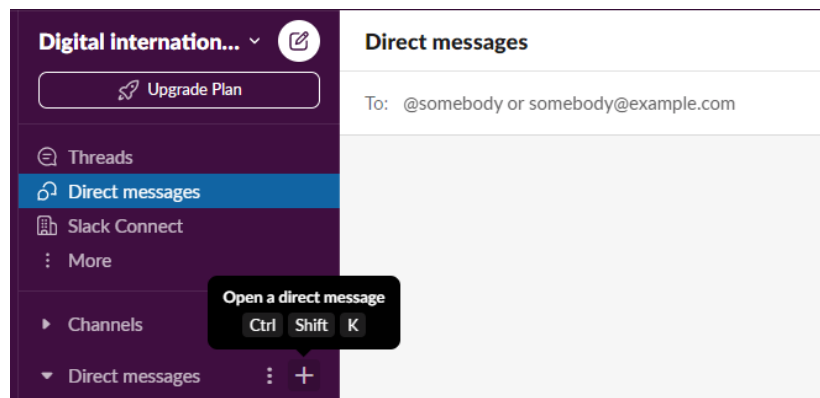 Digital internation...
Upgrade Plan
Threads
Direct messages
Slack Connect
More
Channels
Direct messages
Open a direct message
Ctrl Shift K
Direct messages
To: @somebody or somebody@example.com